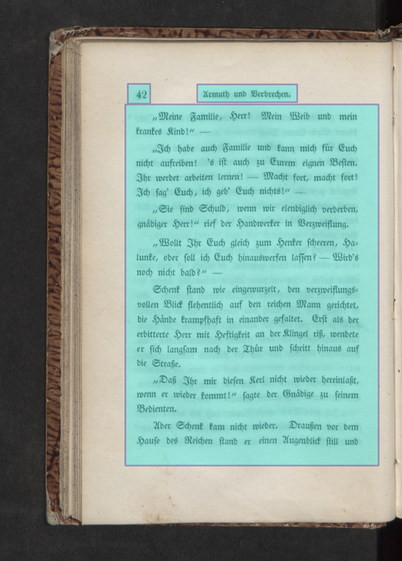 42
Armuth und Verbrechen.
„Meine Familie, Herr! Mein Weib und mein
krankes Kind!“ —
„Ich habe auch Familie und kann mich für Euch
nicht aufreiben! 's ist auch zu Eurem eignen Besten.
Ihr werdet arbeiten lernen! — Macht fort, macht fort!
Ich sag' Euch, ich geb' Euch nichts!“ —
„Sie sind Schuld, wenn wir elendiglich verderben,
gnädiger Herr!“ rief der Handwerker in Verzweiflung.
„Wollt Ihr Euch gleich zum Henker scheeren, Ha-
lunke, oder soll ich Euch hinauswerfen lassen? — Wird's
noch nicht bald?“ —
Schenk stand wie eingewurzelt, den verzweiflungs-
vollen Blick flehentlich auf den reichen Mann gerichtet,
die Hände krampfhaft in einander gefaltet. Erst als der
erbitterte Herr mit Heftigkeit an der Klingel riß, wendete
er sich langsam nach der Thür und schritt hinaus auf
die Straße.
„Daß Ihr mir diesen Kerl nicht wieder hereinlaßt,
wenn er wieder kommt!“ sagte der Gnädige zu seinem
Bedienten.
Aber Schenk kam nicht wieder. Draußen vor dem
Hause des Reichen stand er einen Augenblick still und